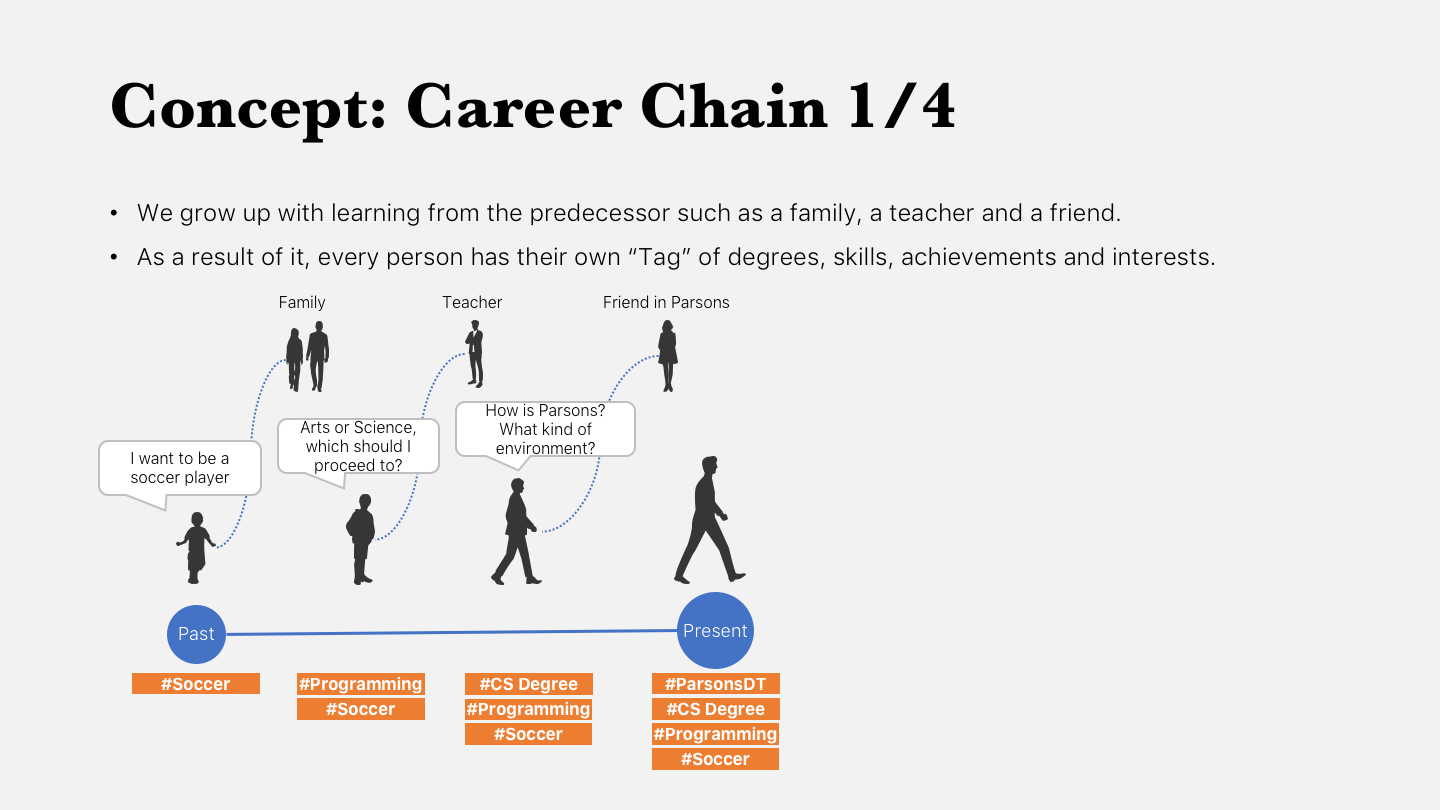 Concept: Career Chain 1/4
• We grow up with learning from the predecessor such as a family, a teacher and a friend.
• As a result of it, every person has their own “Tag” of degrees, skills, achievements and interests.
Family
Teacher
Friend in Parsons
I want to be a
soccer player
Arts or Science,
which should I
proceed to?
How is Parsons?
What kind of
environment?
Past
Present
#Soccer
#Programming
#Soccer
#CS Degree
#Programming
#Soccer
#ParsonsDT
#CS Degree
#Programming
#Soccer